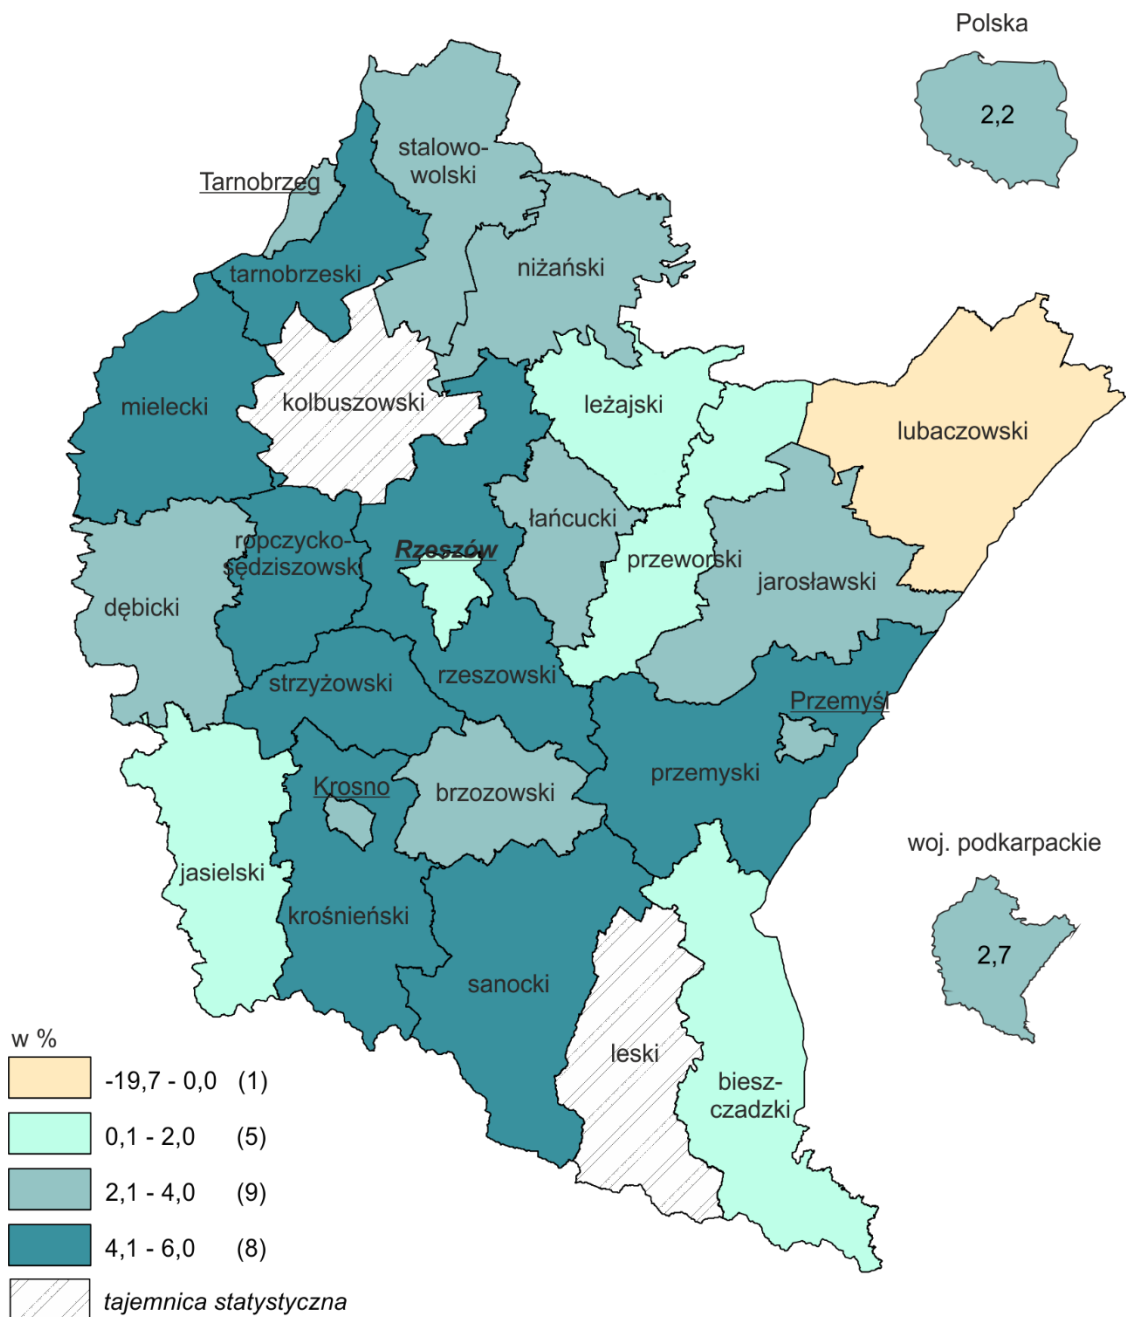 Polska
2,2
stalowo-
wolski
Tarnobrzeg
niżański
tarnobrzeski
mielecki
kolbuszowski
leżajski
lubaczowski
łańcucki
ropczycko-
sędziszowski
Rzeszów
przeworski
jarosławski
dębicki
strzyżowski
rzeszowski
Przemyśl
przemyski
Krosno
brzozowski
woj. podkarpackie
2,7
jasielski
krośnieński
sanocki
leski
biesz-
czadzki
w %
-19,7 - 0,0 (1)
0,1 - 2,0 (5)
2,1 - 4,0 (9)
4,1 - 6,0 (8)
tajemnica statystyczna